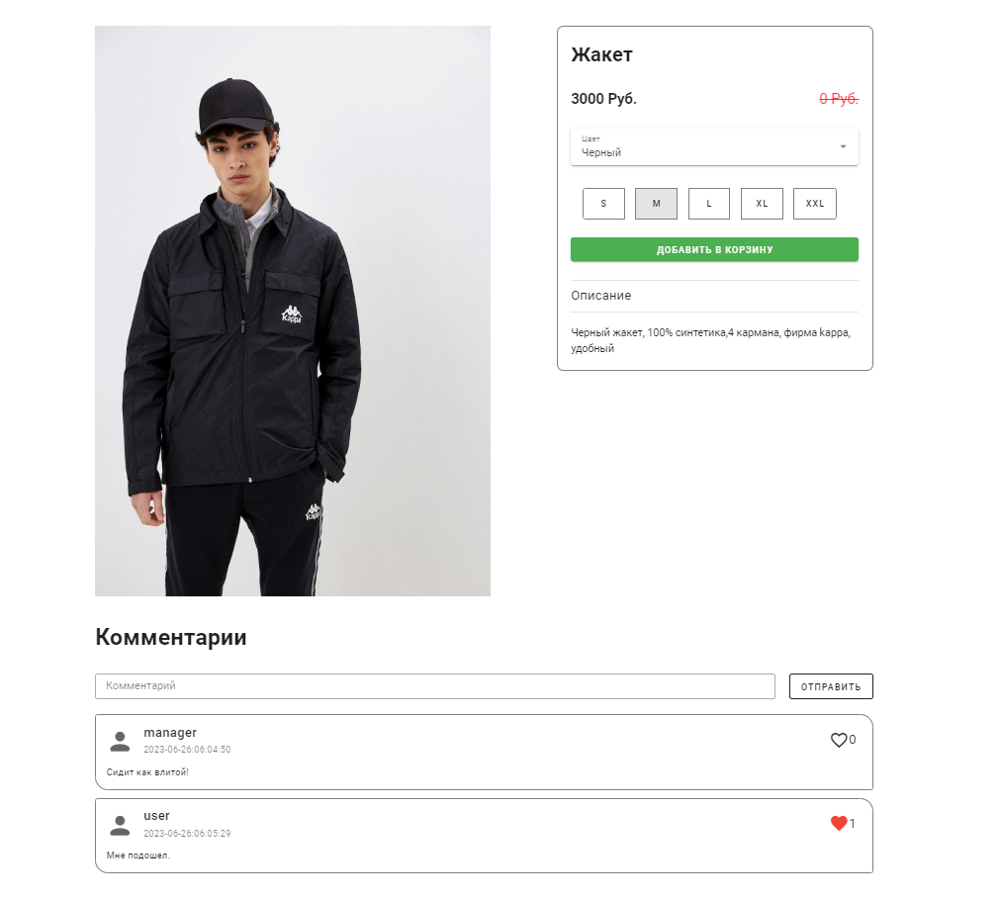 Жакет
3000 Руб.
0 Руб.
Цвет
Черный
S
M
L
XL
XXL
ДОБАВИТЬ В КОРЗИНУ
Описание
Черный жакет, 100% синтетика,4 кармана, фирма kappa,
удобный
Kappa
Kappa
Комментарии
Комментарий
ОТПРАВИТЬ
manager
2023-06-26:06:04:50
0
Сидит как влитой!
user
2023-06-26:06:05:29
1
Мне подошел.